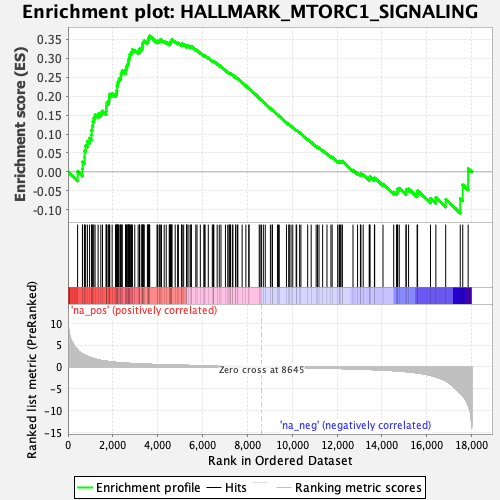 Enrichment plot: HALLMARK_MTORC1_SIGNALING
Enrichment score (ES)
0.35
0.30
0.25
0.20
0.15
0.10
0.05
0.00
-0.05
-0.10
'na_pos' (positively correlated)
Ranked list metric (PreRanked)
10
5
0
-5
-10
-15
Zero cross at 8645
'na_neg' (negatively correlated)
0
2,000
4,000
6,000
8,000
10,000
12,000
14,000
16,000
18,000
Rank in Ordered Dataset
Enrichment profile
Hits
Ranking metric scores